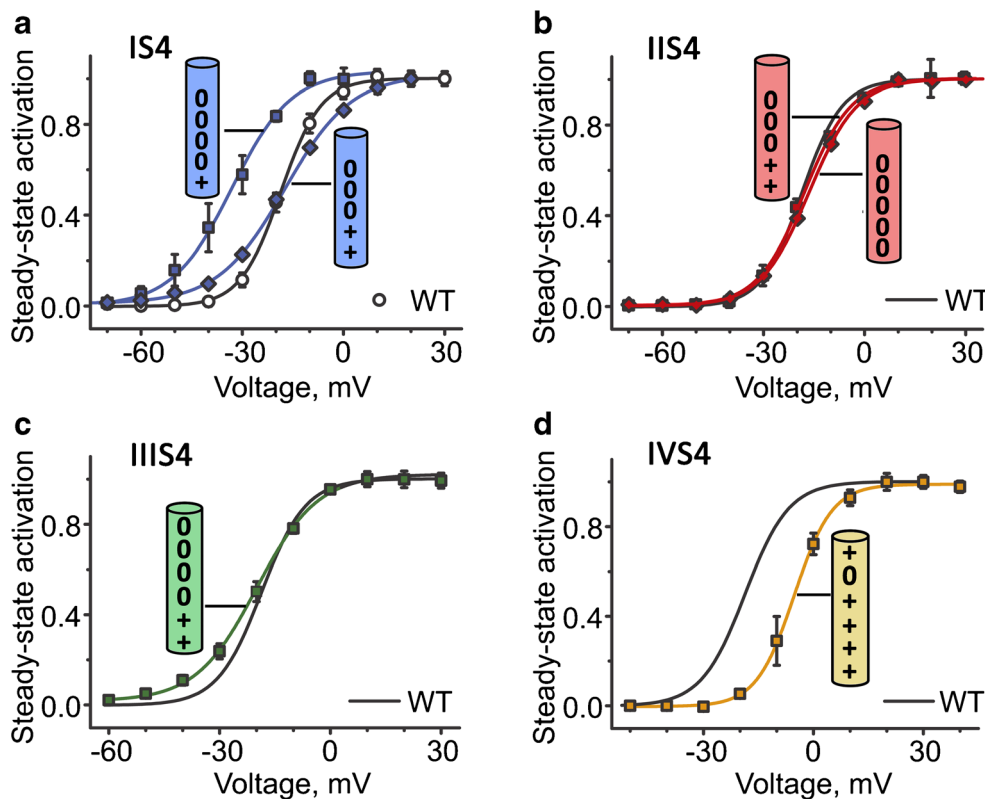 a
IS4
Steady-state activation
0.8
0.4
0.0
0
0
0
0
+
0
0
0
+
+
WT
-60
-30
0
30
Voltage, mV
b
IIS4
Steady-state activation
0.8
0.4
0.0
0
0
0
+
+
0
0
0
0
0
WT
-60
-30
0
30
Voltage, mV
c
IIIS4
Steady-state activation
0.8
0.4
0.0
0
0
0
0
+
+
WT
-60
-30
0
30
Voltage, mV
d
IVS4
Steady-state activation
0.8
0.4
0.0
+
0
+
+
+
+
WT
-30
0
30
Voltage, mV